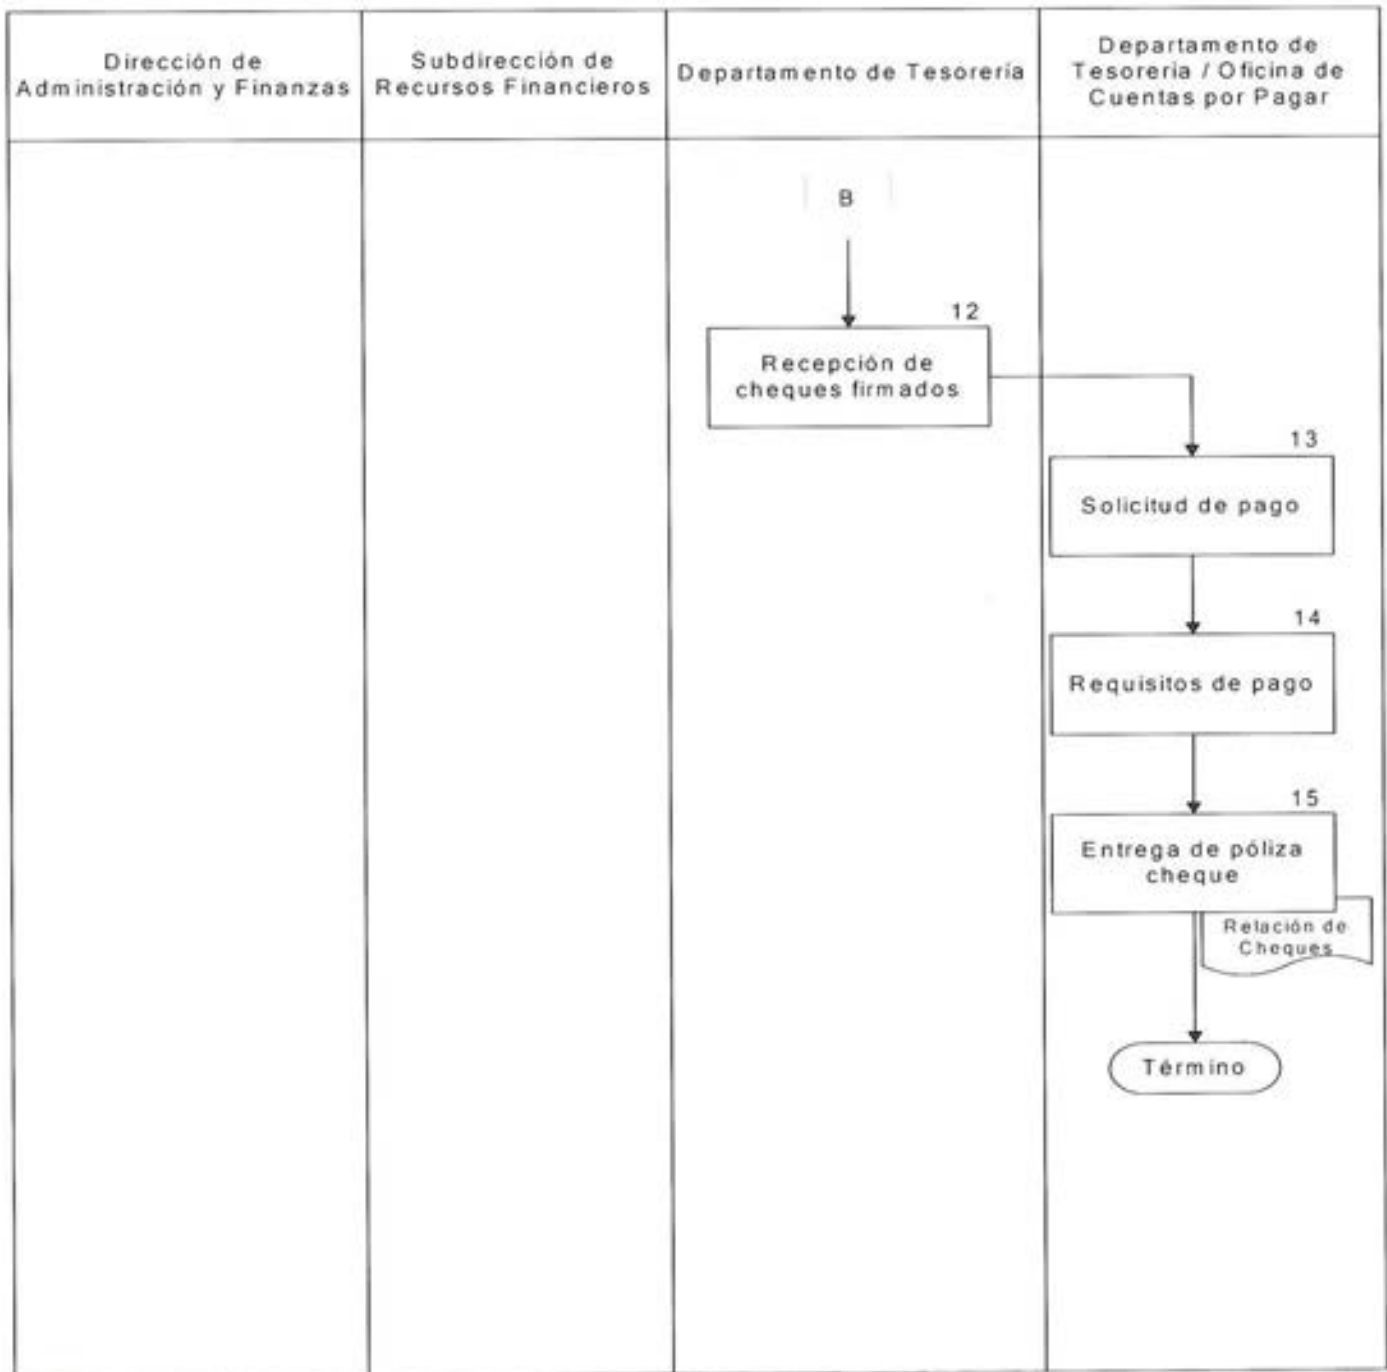 Dirección de
Administración y Finanzas
Subdirección de
Recursos Financieros
Departamento de Tesorería
Departamento de
Tesoreria / Oficina de
Cuentas por Pagar
B
12
Recepción de
cheques firmados
13
Solicitud de pago
14
Requisitos de pago
15
Entrega de póliza
cheque
Relación de
Cheques
Término